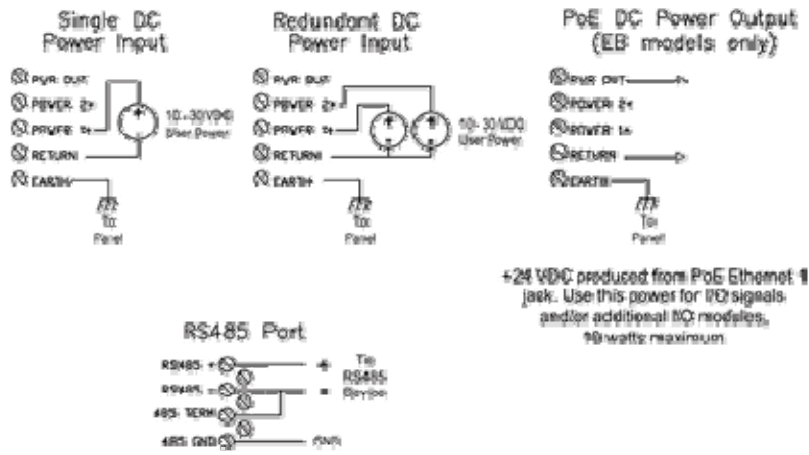 Single DC
Power Input
PWR OUT
POWER 2+
POWER 1+
RETURN
EARTH
10-30 VDC
User Power
To
Panel
Redundant DC
Power Input
PWR OUT
POWER 2+
POWER 1+
RETURN
EARTH
10-30 VDC
User Power
To
Panel
PoE DC Power Output
(EB models only)
PWR OUT
POWER 2+
POWER 1+
RETURN
EARTH
To
Panel
+24 VDC produced from PoE Ethernet 1
jack. Use this power for I/O signals
and/or additional I/O modules.
10 watts maximum
RS485 Port
RS485 +
RS485 -
485 TERM
485 GND
+
-
GND
To
RS485
Device